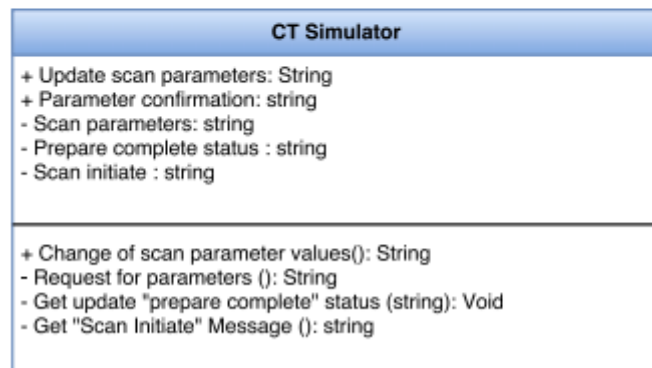 CT Simulator
+ Update scan parameters: String
+ Parameter confirmation: string
- Scan parameters: string
- Prepare complete status : string
- Scan initiate : string
+ Change of scan parameter values(): String
- Request for parameters (): String
- Get update "prepare complete" status (string): Void
- Get "Scan Initiate" Message (): string